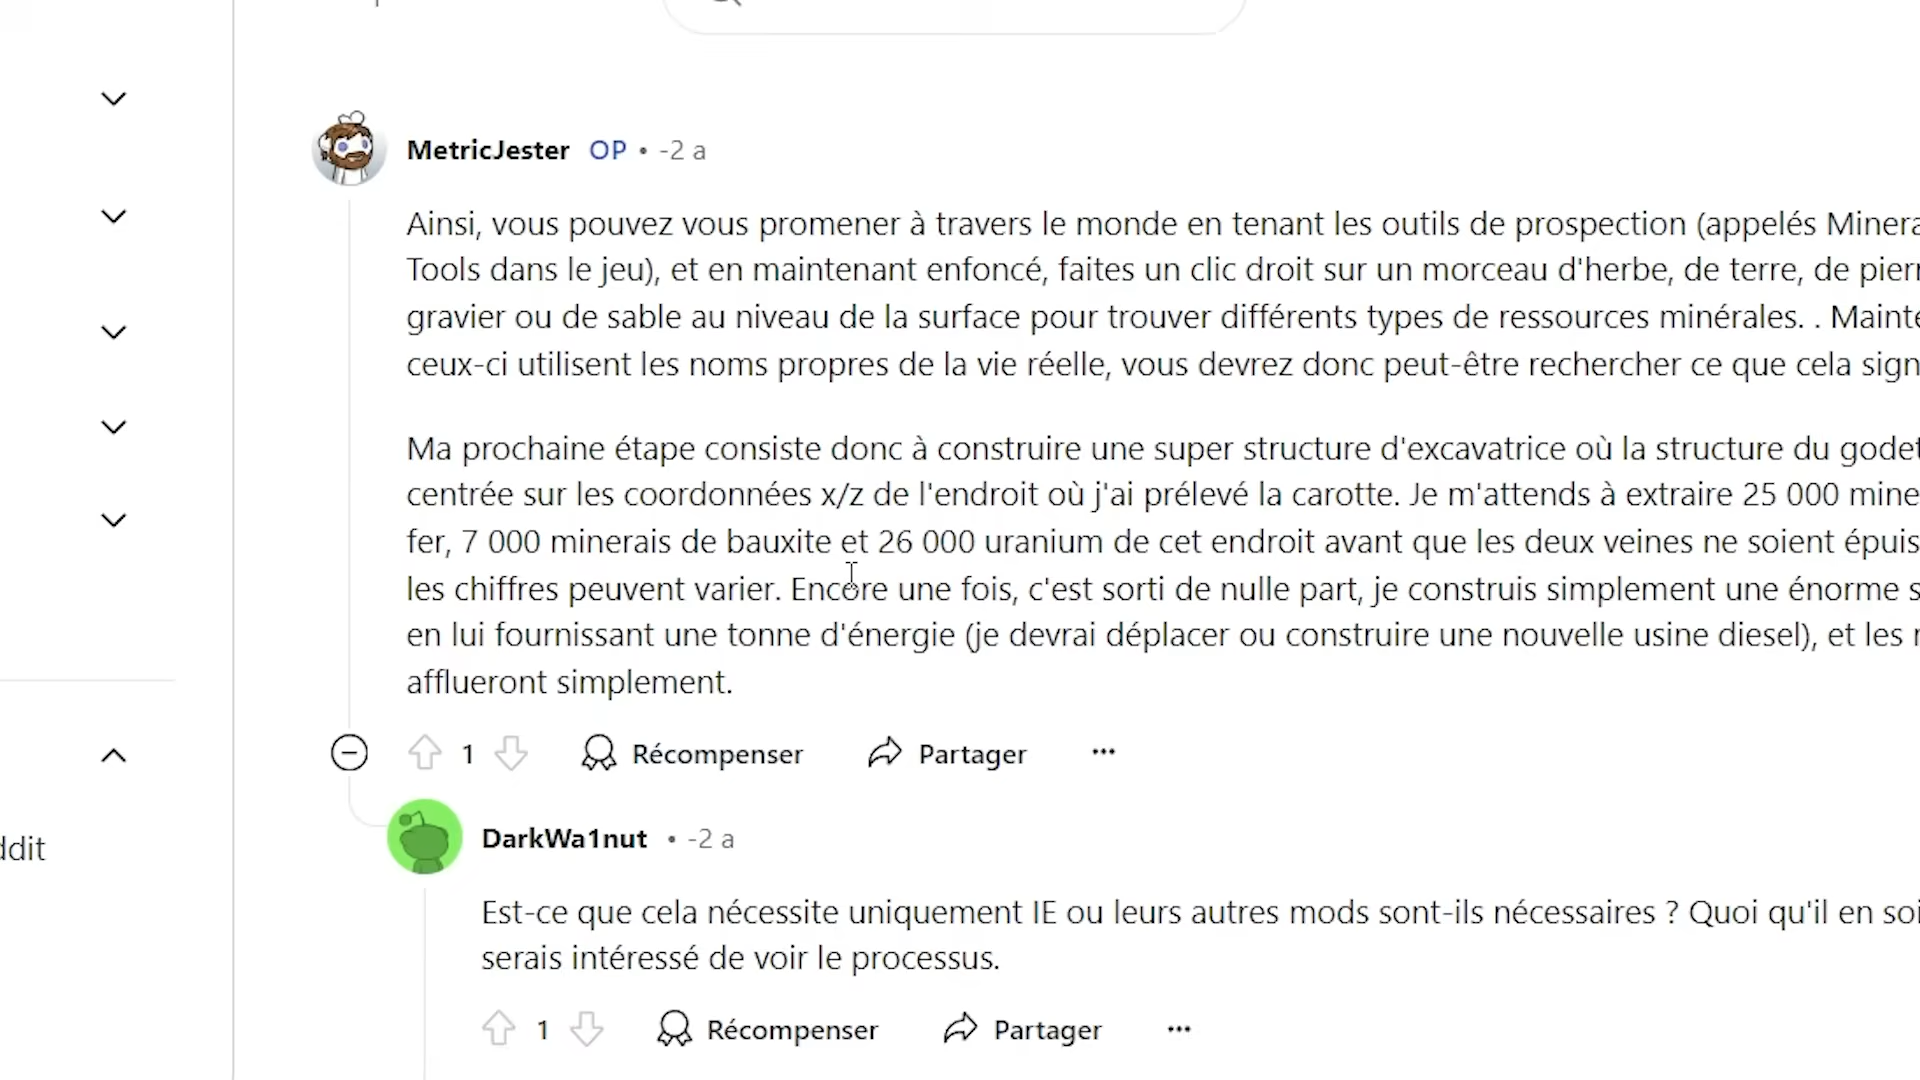 MetricJester OP • -2 a
Ainsi, vous pouvez vous promener à travers le monde en tenant les outils de prospection (appelés
Tools dans le jeu), et en maintenant enfoncé, faites un clic droit sur un morceau d'herbe, de terre, de
gravier ou de sable au niveau de la surface pour trouver différents types de ressources minérales. .
ceux-ci utilisent les noms propres de la vie réelle, vous devrez donc peut-être rechercher ce que cela
Ma prochaine étape consiste donc à construire une super structure d'excavatrice où la structure du godet
centrée sur les coordonnées x/z de l'endroit où j'ai prélevé la carotte. Je m'attends à extraire 25 000
fer, 7 000 minerais de bauxite et 26 000 uranium de cet endroit avant que les deux veines ne soient
les chiffres peuvent varier. Encore une fois, c'est sorti de nulle part, je construis simplement une énorme
en lui fournissant une tonne d'énergie (je devrai déplacer ou construire une nouvelle usine diesel), et les
afflueront simplement.
1 Récompenser Partager ...
DarkWa1nut • -2 a
ddit
Est-ce que cela nécessite uniquement IE ou leurs autres mods sont-ils nécessaires ? Quoi qu'il en
serais intéressé de voir le processus.
1 Récompenser Partager ...